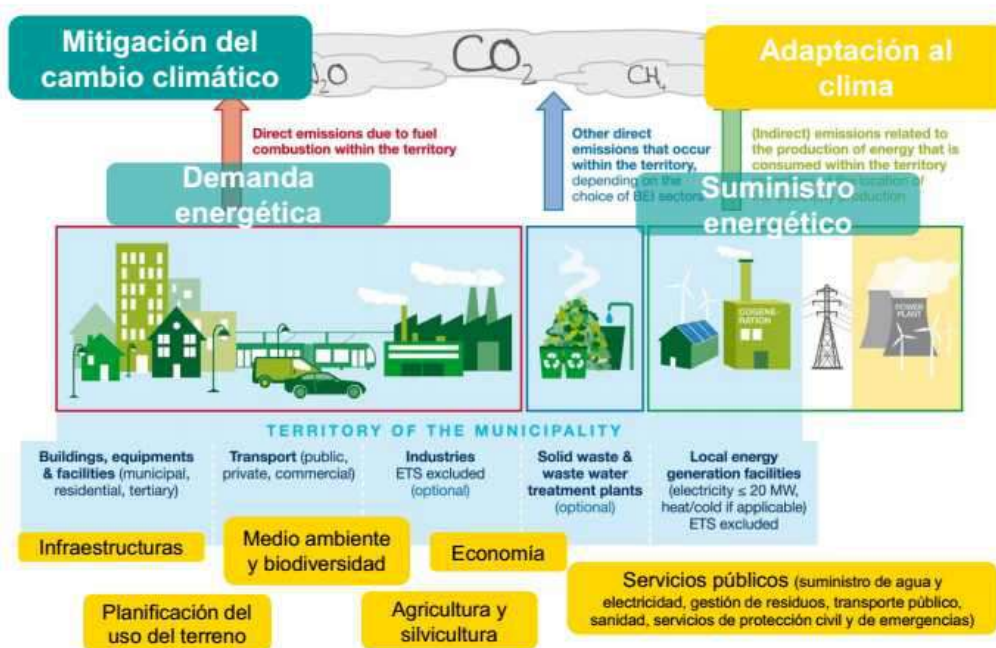 Mitigación del
cambio climático
CO2
CH4
Adaptación al
clima
Direct emissions due to fuel
combustion within the territory
Other direct
emissions that occur
within the territory,
depending on the
choice of BEI sectors
(Indirect) emissions related to
the production of energy that is
consumed within the territory
production
Demanda
energética
Suministro
energético
COGENE-
RATION
POWER
PLANT
TERRITORY OF THE MUNICIPALITY
Buildings, equipments
& facilities (municipal,
residential, tertiary)
Transport (public,
private, commercial)
Industries
ETS excluded
(optional)
Solid waste &
waste water
treatment plants
(optional)
Local energy
generation facilities
(electricity ≤ 20 MW,
heat/cold if applicable)
ETS excluded
Infraestructuras
Medio ambiente
y biodiversidad
Economía
Servicios públicos (suministro de agua y
electricidad, gestión de residuos, transporte público,
sanidad, servicios de protección civil y de emergencias)
Planificación del
uso del terreno
Agricultura y
silvicultura